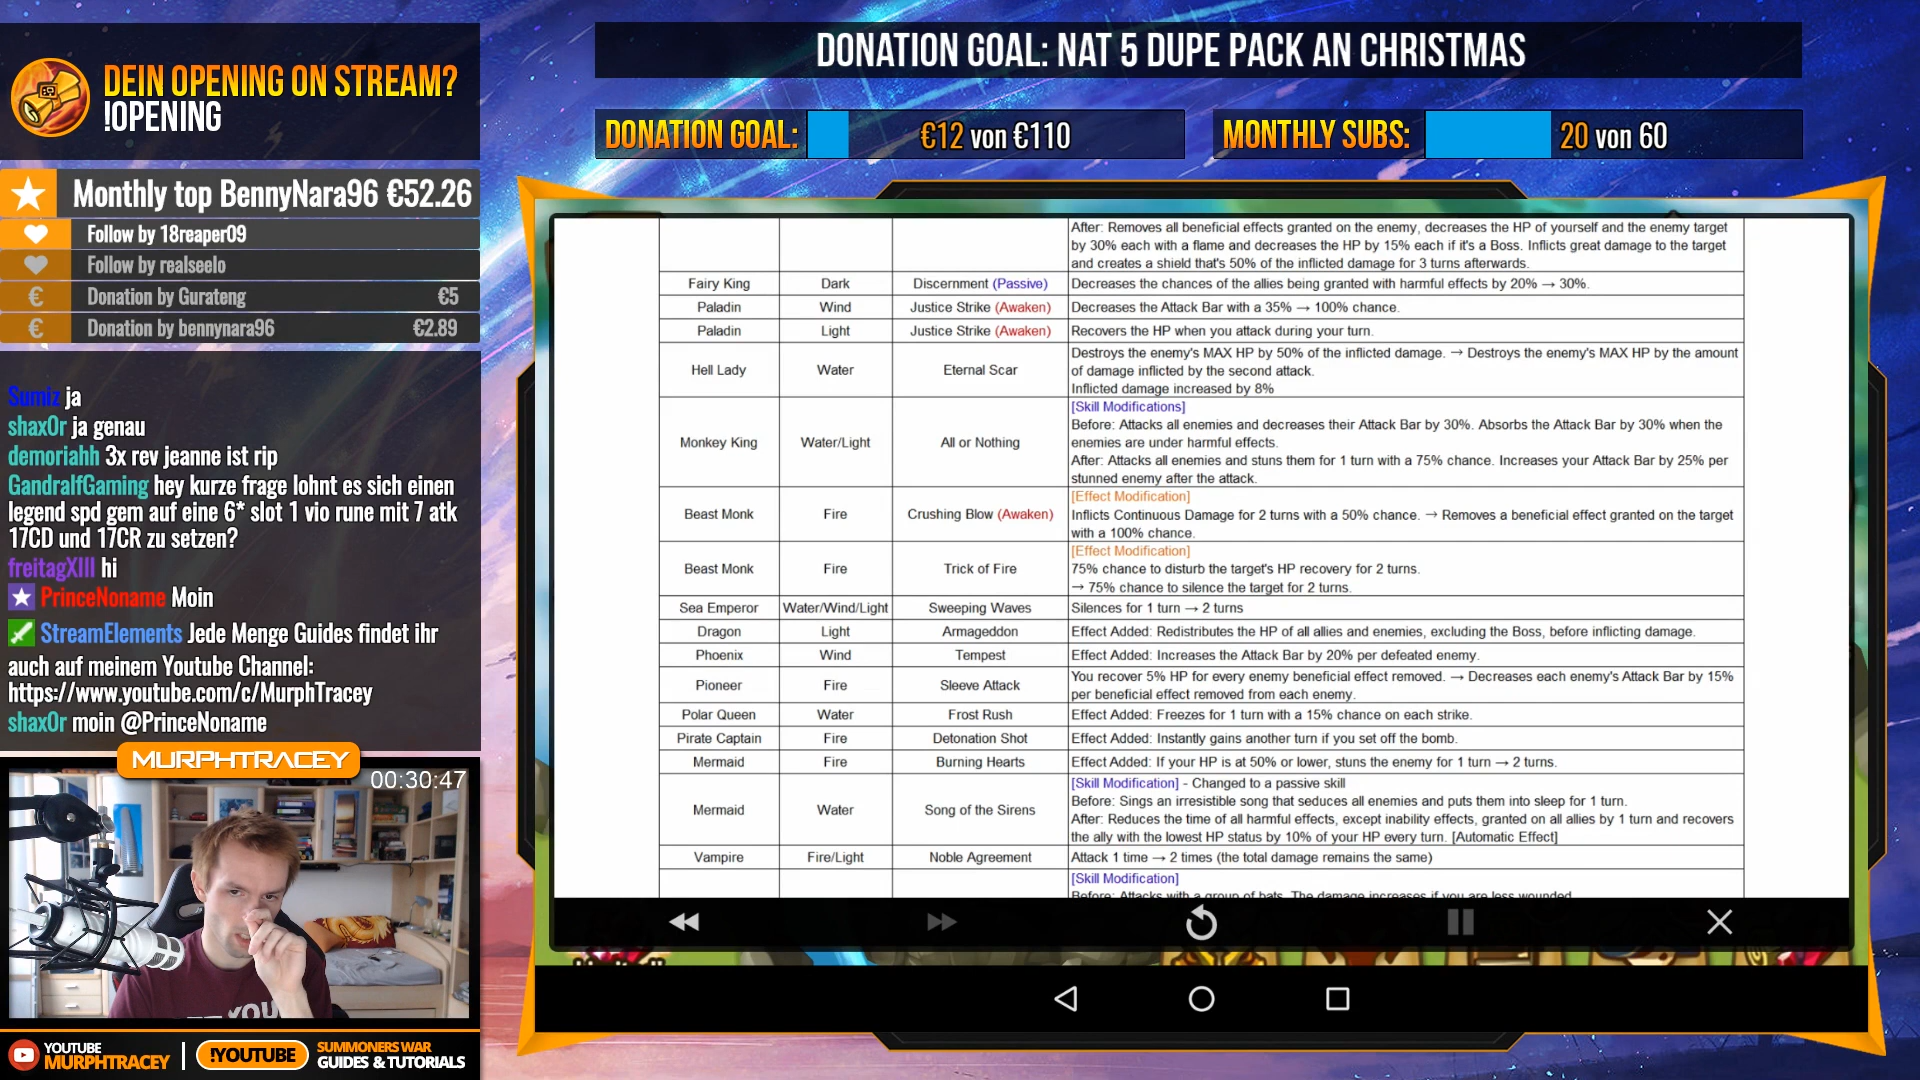 DEIN OPENING ON STREAM?
!OPENING
Monthly top BennyNara96 €52.26
Follow by 18reaper09
Follow by realseelo
€ Donation by Gurateng €5
€ Donation by bennynara96 €2.89
Sumiz ja
shax0r ja genau
demoriahh 3x rev jeanne ist rip
GandralfGaming hey kurze frage lohnt es sich einen
legend spd gem auf eine 6* slot 1 vio rune mit 7 atk
17CD und 17CR zu setzen?
freitagXIII hi
PrinceNoname Moin
StreamElements Jede Menge Guides findet ihr
auch auf meinem Youtube Channel:
https://www.youtube.com/c/MurphTracey
shax0r moin @PrinceNoname
MURPHTRACEY
00:30:47
YOUTUBE
MURPHTRACEY
!YOUTUBE
SUMMONERS WAR
GUIDES & TUTORIALS
DONATION GOAL: NAT 5 DUPE PACK AN CHRISTMAS
DONATION GOAL: €12 von €110
MONTHLY SUBS: 20 von 60
After: Removes all beneficial effects granted on the enemy, decreases the HP of yourself and the enemy target
by 30% each with a flame and decreases the HP by 15% each if it's a Boss. Inflicts great damage to the target
and creates a shield that's 50% of the inflicted damage for 3 turns afterwards.
Fairy King Dark Discernment (Passive) Decreases the chances of the allies being granted with harmful effects by 20% → 30%.
Paladin Wind Justice Strike (Awaken) Decreases the Attack Bar with a 35% → 100% chance.
Paladin Light Justice Strike (Awaken) Recovers the HP when you attack during your turn.
Hell Lady Water Eternal Scar Destroys the enemy's MAX HP by 50% of the inflicted damage. → Destroys the enemy's MAX HP by the amount
of damage inflicted by the second attack.
Inflicted damage increased by 8%
Monkey King Water/Light All or Nothing [Skill Modifications]
Before: Attacks all enemies and decreases their Attack Bar by 30%. Absorbs the Attack Bar by 30% when the
enemies are under harmful effects.
After: Attacks all enemies and stuns them for 1 turn with a 75% chance. Increases your Attack Bar by 25% per
stunned enemy after the attack.
Beast Monk Fire Crushing Blow (Awaken) [Effect Modification]
Inflicts Continuous Damage for 2 turns with a 50% chance. → Removes a beneficial effect granted on the target
with a 100% chance.
Beast Monk Fire Trick of Fire [Effect Modification]
75% chance to disturb the target's HP recovery for 2 turns.
→ 75% chance to silence the target for 2 turns.
Sea Emperor Water/Wind/Light Sweeping Waves Silences for 1 turn → 2 turns
Dragon Light Armageddon Effect Added: Redistributes the HP of all allies and enemies, excluding the Boss, before inflicting damage.
Phoenix Wind Tempest Effect Added: Increases the Attack Bar by 20% per defeated enemy.
Pioneer Fire Sleeve Attack You recover 5% HP for every enemy beneficial effect removed. → Decreases each enemy's Attack Bar by 15%
per beneficial effect removed from each enemy.
Polar Queen Water Frost Rush Effect Added: Freezes for 1 turn with a 15% chance on each strike.
Pirate Captain Fire Detonation Shot Effect Added: Instantly gains another turn if you set off the bomb.
Mermaid Fire Burning Hearts Effect Added: If your HP is at 50% or lower, stuns the enemy for 1 turn → 2 turns.
Mermaid Water Song of the Sirens [Skill Modification] - Changed to a passive skill
Before: Sings an irresistible song that seduces all enemies and puts them into sleep for 1 turn.
After: Reduces the time of all harmful effects, except inability effects, granted on all allies by 1 turn and recovers
the ally with the lowest HP status by 10% of your HP every turn. [Automatic Effect]
Vampire Fire/Light Noble Agreement Attack 1 time → 2 times (the total damage remains the same)
[Skill Modification]
Before: Attacks with a group of bats. The damage increases if you are less wounded.